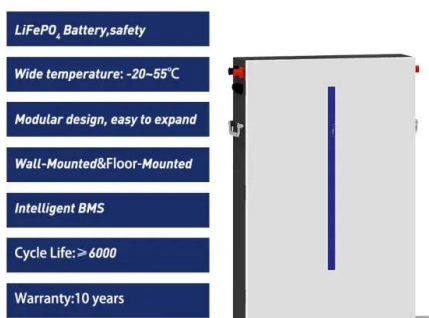 LiFePO₄ Battery,safety
Wide temperature: -20~55℃
Modular design, easy to expand
Wall-Mounted&Floor-Mounted
Intelligent BMS
Cycle Life:≥6000
Warranty:10 years